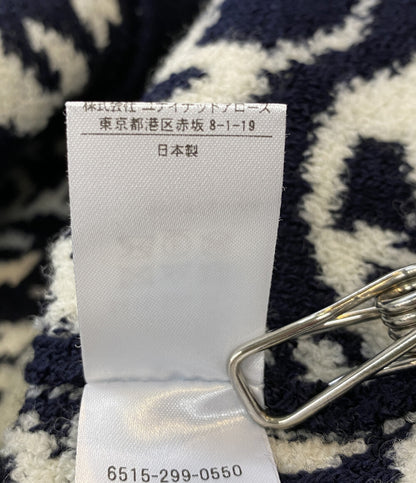 株式会社 ユナイテッドアローズ
東京都港区赤坂 8-1-19
日本製
6515-299-0550